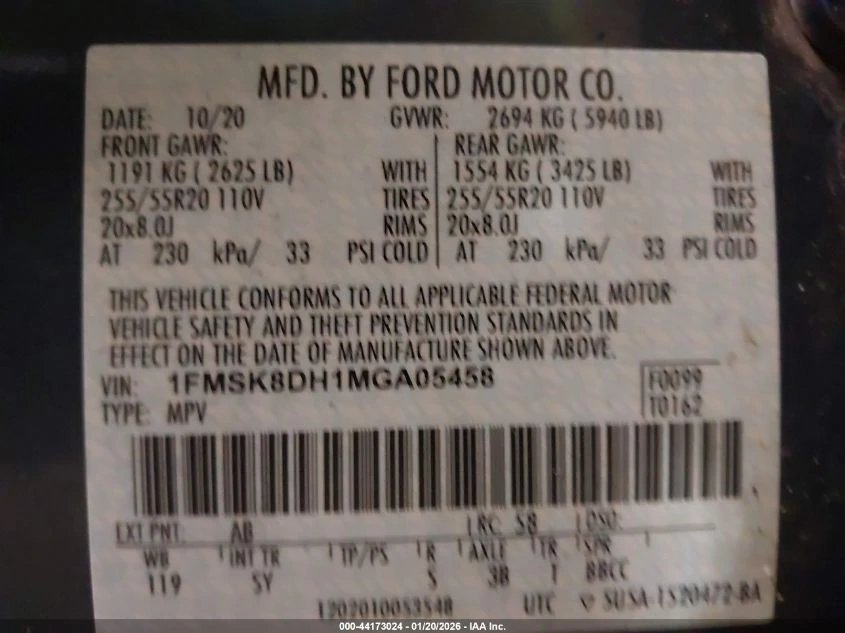 MFD. BY FORD MOTOR CO.
DATE: 10/20 GVWR: 2694 KG ( 5940 LB)
FRONT GAWR: REAR GAWR:
1191 KG ( 2625 LB) WITH 1554 KG ( 3425 LB) WITH
255/55R20 110V TIRES 255/55R20 110V TIRES
20x8.0J RIMS 20x8.0J RIMS
AT 230 kPa/ 33 PSI COLD AT 230 kPa/ 33 PSI COLD
THIS VEHICLE CONFORMS TO ALL APPLICABLE FEDERAL MOTOR
VEHICLE SAFETY AND THEFT PREVENTION STANDARDS IN
EFFECT ON THE DATE OF MANUFACTURE SHOWN ABOVE.
VIN: 1FMSK8DH1MGA05458 F0099
TYPE: MPV T0162
EXT PNT: AB RC: 58 DSO:
WB INT TR TP/PS R AXLE TR SPR
119 5Y S 3B T BBCC
1202010053548 UTC SU5A-1520472-BA
000-44173024 - 01/20/2026 - IAA Inc.